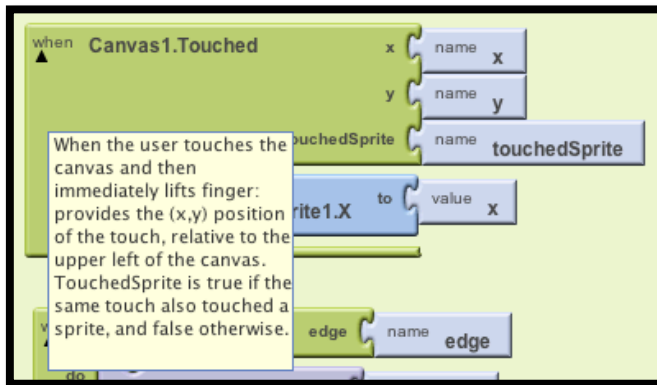 when Canvas1.Touched x name x
y name y
ouchedSprite name touchedSprite
When the user touches the
canvas and then
immediately lifts finger:
provides the (x,y) position
of the touch, relative to the
upper left of the canvas.
TouchedSprite is true if the
same touch also touched a
sprite, and false otherwise.
rite1.X to value x
edge name edge
do